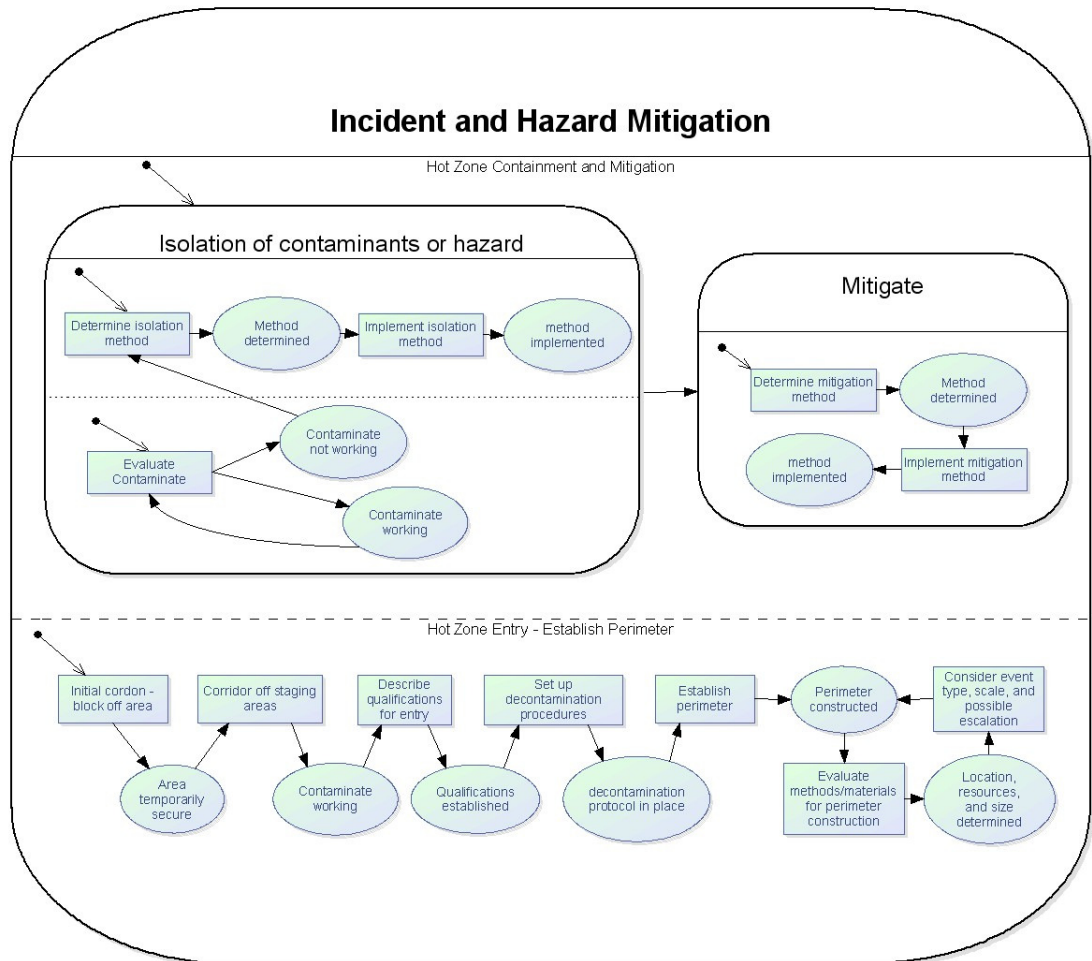 Incident and Hazard Mitigation
Hot Zone Containment and Mitigation
Isolation of contaminants or hazard
Determine isolation
method
Method
determined
Implement isolation
method
method
implemented
Contaminate
not working
Evaluate
Contaminate
Contaminate
working
Mitigate
Determine mitigation
method
Method
determined
method
implemented
Implement mitigation
method
Hot Zone Entry - Establish Perimeter
Initial cordon -
block off area
Area
temporarily
secure
Corridor off staging
areas
Contaminate
working
Describe
qualifications
for entry
Qualifications
established
Set up
decontamination
procedures
decontamination
protocol in place
Establish
perimeter
Perimeter
constructed
Evaluate
methods/materials
for perimeter
construction
Location,
resources,
and size
determined
Consider event
type, scale, and
possible
escalation